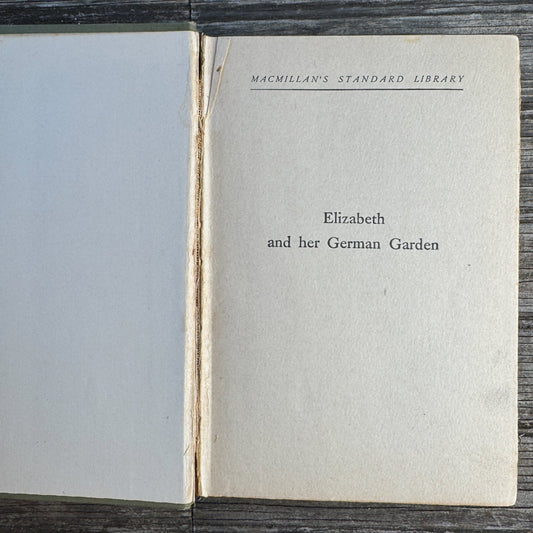 MACMILLAN'S STANDARD LIBRARY
Elizabeth
and her German Garden